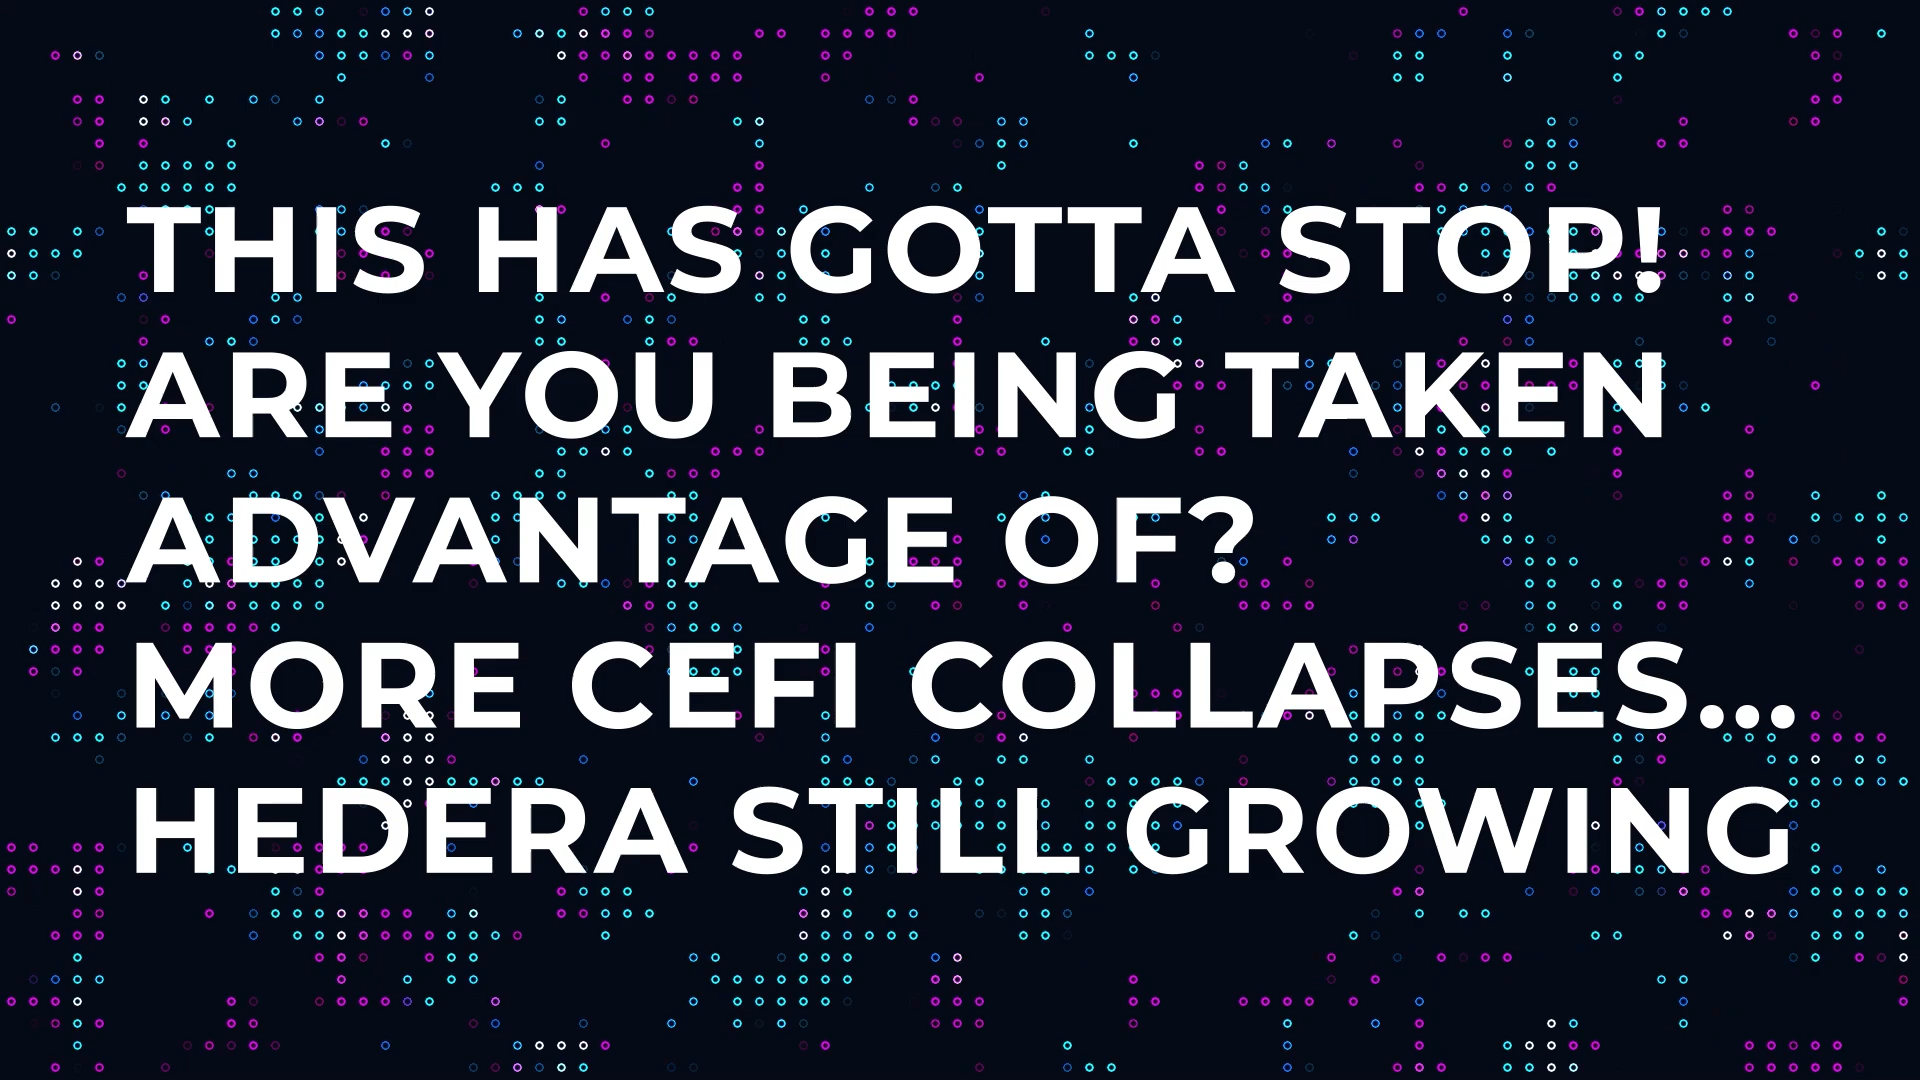 THIS HAS GOTTA STOP!
ARE YOU BEING TAKEN
ADVANTAGE OF?
MORE CEFI COLLAPSES...
HEDERA STILL GROWING